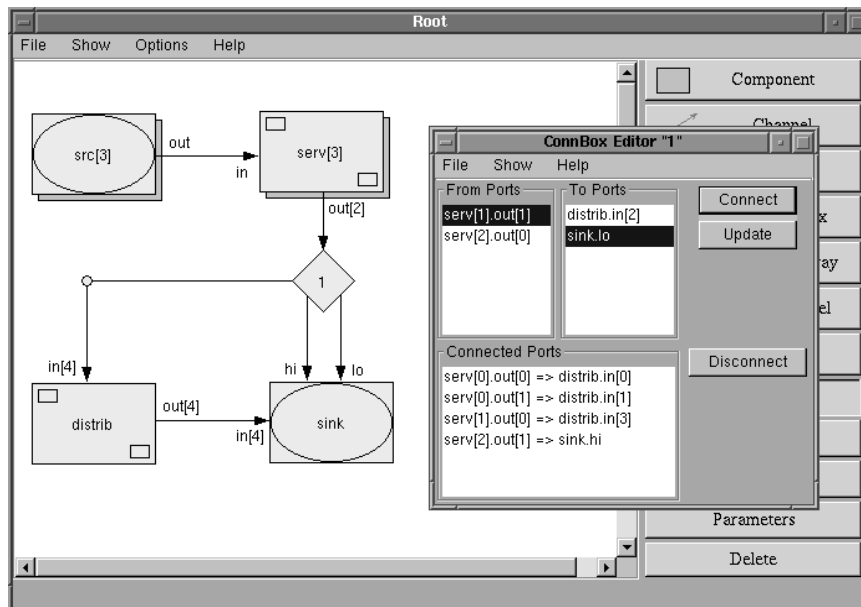 Root
File Show Options Help
Component
Channel
src[3]
out
in
serv[3]
out[2]
1
in[4]
hi
lo
distrib
out[4]
in[4]
sink
ConnBox Editor "1"
File Show Help
From Ports
serv[1].out[1]
serv[2].out[0]
To Ports
distrib.in[2]
sink.lo
Connect
Update
Connected Ports
serv[0].out[0] => distrib.in[0]
serv[0].out[1] => distrib.in[1]
serv[1].out[0] => distrib.in[3]
serv[2].out[1] => sink.hi
Disconnect
x
ay
el
Parameters
Delete